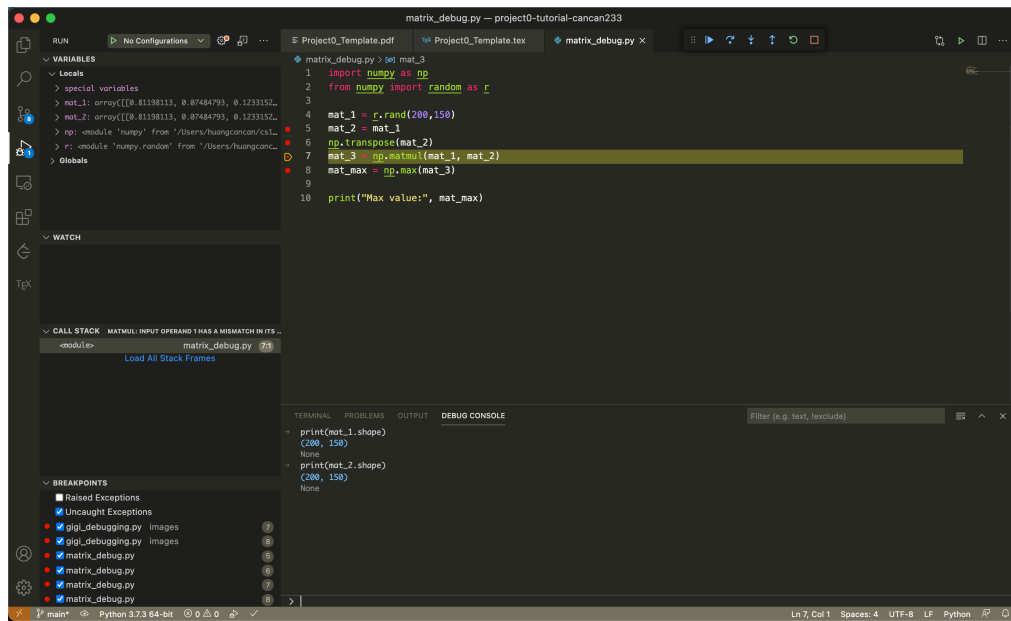 matrix_debug.py — project0-tutorial-cancan233
RUN
No Configurations
Project0_Template.pdf
TEX Project0_Template.tex
matrix_debug.py
matrix_debug.py > mat_3
VARIABLES
Locals
special variables
mat_1: array([[0.81198113, 0.07484793, 0.1233152…
mat_2: array([[0.81198113, 0.07484793, 0.1233152…
np: <module 'numpy' from '/Users/huangcancan/cs1…
r: <module 'numpy.random' from '/Users/huangcanc…
Globals
1 import numpy as np
2 from numpy import random as r
3
4 mat_1 = r.rand(200,150)
5 mat_2 = mat_1
6 np.transpose(mat_2)
7 mat_3 = np.matmul(mat_1, mat_2)
8 mat_max = np.max(mat_3)
9
10 print("Max value:", mat_max)
8
1
TEX
WATCH
CALL STACK MATMUL: INPUT OPERAND 1 HAS A MISMATCH IN ITS …
<module> matrix_debug.py 7:1
Load All Stack Frames
TERMINAL PROBLEMS OUTPUT DEBUG CONSOLE
Filter (e.g. text, !exclude)
print(mat_1.shape)
(200, 150)
None
print(mat_2.shape)
(200, 150)
None
BREAKPOINTS
Raised Exceptions
Uncaught Exceptions
gigi_debugging.py images 7
gigi_debugging.py images 8
matrix_debug.py 5
matrix_debug.py 6
matrix_debug.py 7
matrix_debug.py 8
main* Python 3.7.3 64-bit 0 0
Ln 7, Col 1 Spaces: 4 UTF-8 LF Python